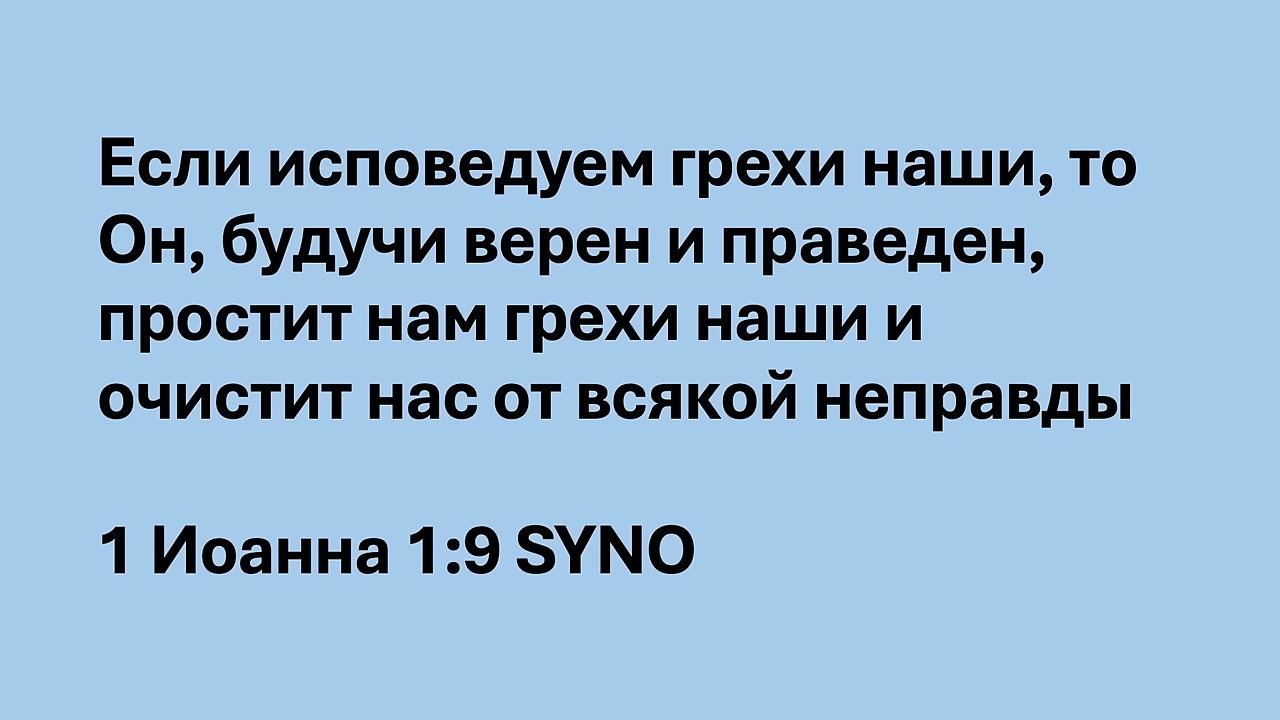 Если исповедуем грехи наши, то
Он, будучи верен и праведен,
простит нам грехи наши и
очистит нас от всякой неправды
1 Иоанна 1:9 SYNO